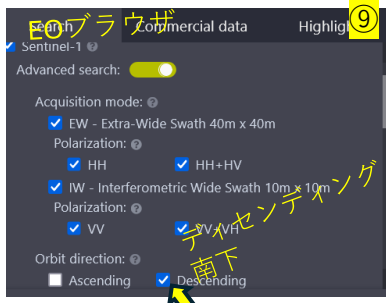 Search Commercial data Highligh
EOブラウザ ⑨
Sentinel-1
Advanced search:
Acquisition mode:
EW - Extra-Wide Swath 40m x 40m
Polarization:
HH HH+HV
IW - Interferometric Wide Swath 10m x 10m
Polarization:
VV VV+VH
ディセンティング
Orbit direction:
南下
Ascending Descending